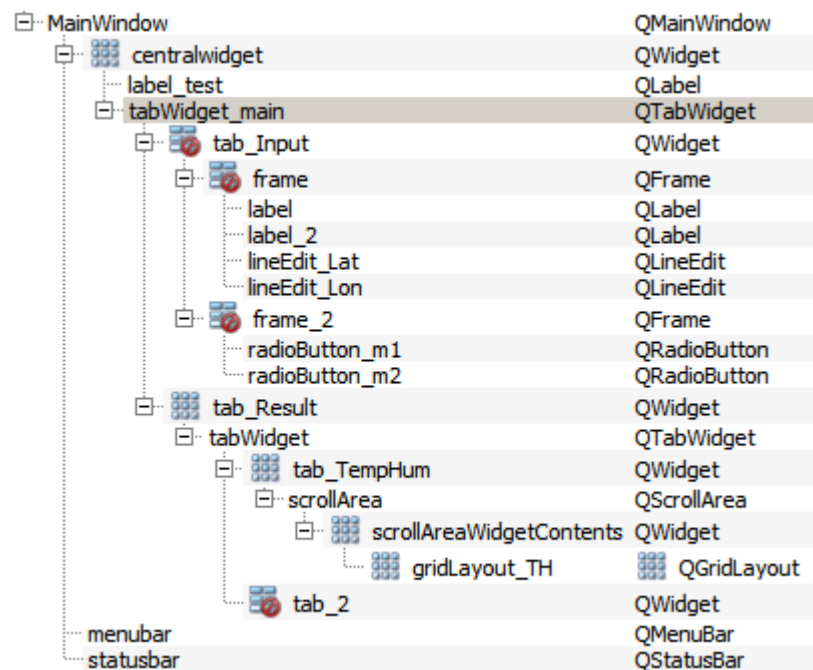 MainWindow QMainWindow
centralwidget QWidget
label_test QLabel
tabWidget_main QTabWidget
tab_Input QWidget
frame QFrame
label QLabel
label_2 QLabel
lineEdit_Lat QLineEdit
lineEdit_Lon QLineEdit
frame_2 QFrame
radioButton_m1 QRadioButton
radioButton_m2 QRadioButton
tab_Result QWidget
tabWidget QTabWidget
tab_TempHum QWidget
scrollArea QScrollArea
scrollAreaWidgetContents QWidget
gridLayout_TH QGridLayout
tab_2 QWidget
menubar QMenuBar
statusbar QStatusBar